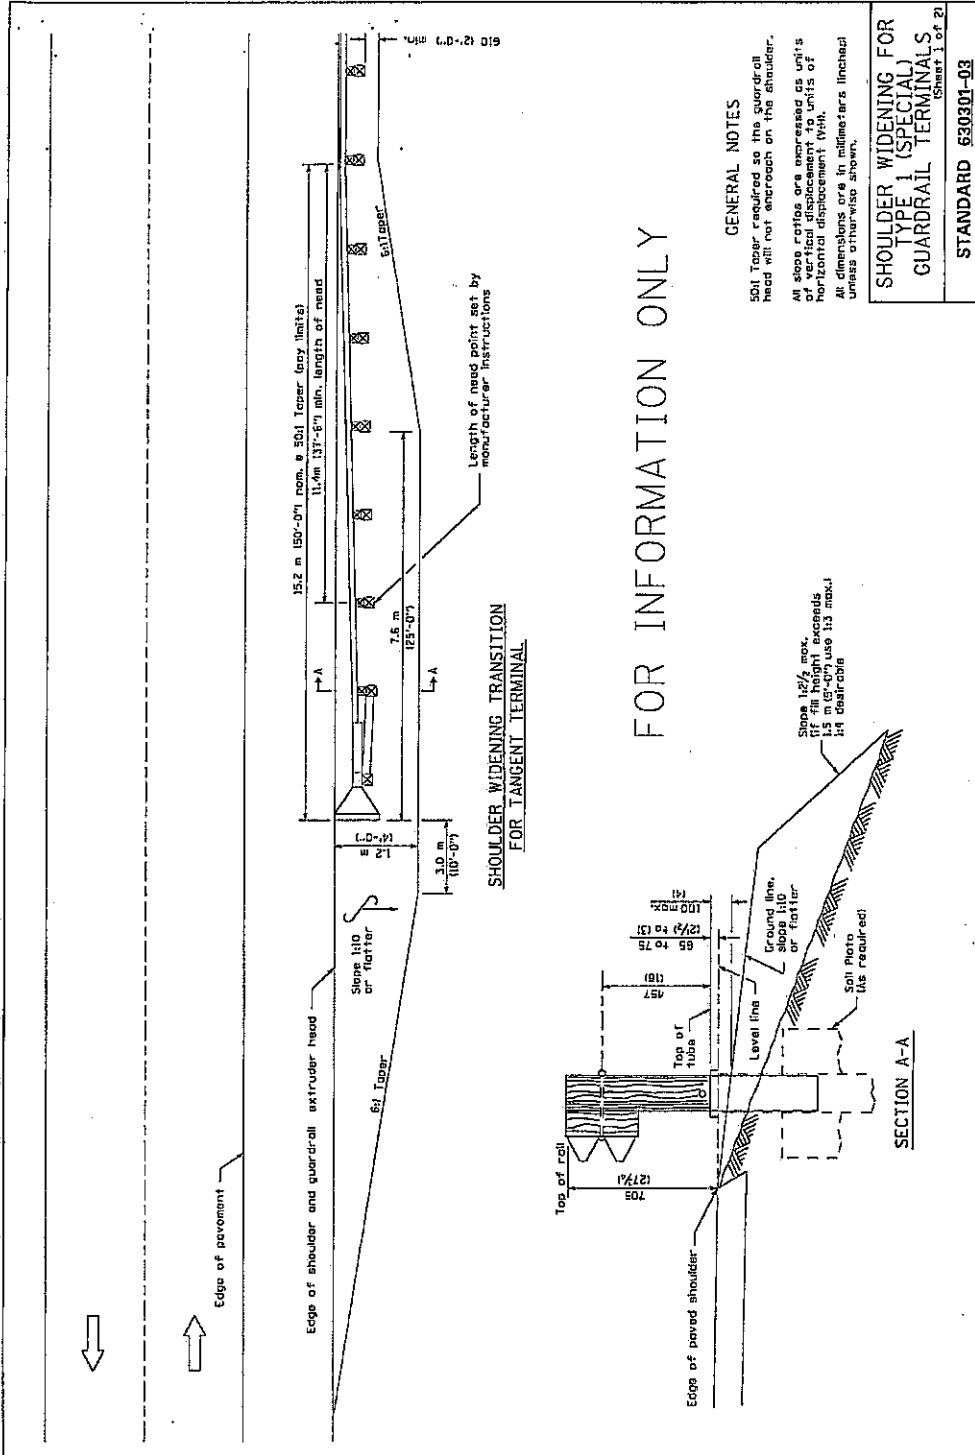 Edge of pavement
Edge of shoulder and guardrail extruder head
15.2 m (50'-0") nom. @ 50:1 Taper (pay limits)
11.4m (37'-6") min. length of need
610 (2'-0") min.
A
A
6:1 Taper
Slope 1:10
or flatter
1.2 m
(4'-0")
3.0 m
(10'-0")
7.6 m
(25'-0")
6:1 Taper
Length of need point set by
manufacturer instructions
SHOULDER WIDENING TRANSITION
FOR TANGENT TERMINAL
Top of rail
705
(27¾)
Edge of paved shoulder
457
(18)
Top of
tube
65 to 75
(2½) to (3)
100 max.
(4)
Level line
Ground line,
slope 1:10
or flatter
Slope 1:2½ max.
(if fill height exceeds
1.5 m (5'-0") use 1:3 max.)
1:4 desirable
Soil Plate
(As required)
SECTION A-A
FOR INFORMATION ONLY
GENERAL NOTES
50:1 Taper required so the guardrail
head will not encroach on the shoulder.
All slope ratios are expressed as units
of vertical displacement to units of
horizontal displacement (V:H).
All dimensions are in millimeters (inches)
unless otherwise shown.
SHOULDER WIDENING FOR
TYPE 1 (SPECIAL)
GUARDRAIL TERMINALS
(Sheet 1 of 2)
STANDARD 630301-03